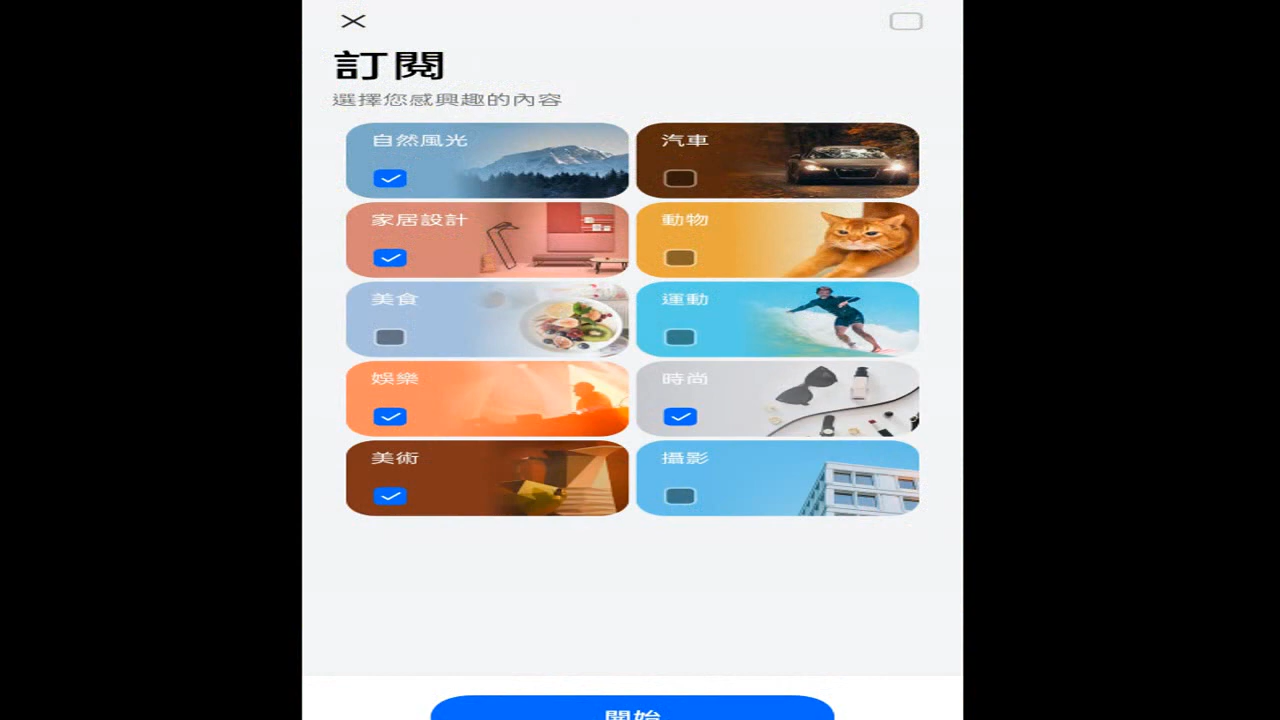 訂閱
選擇您感興趣的內容
自然風光
汽車
家居設計
動物
美食
運動
娛樂
時尚
美術
攝影
開始